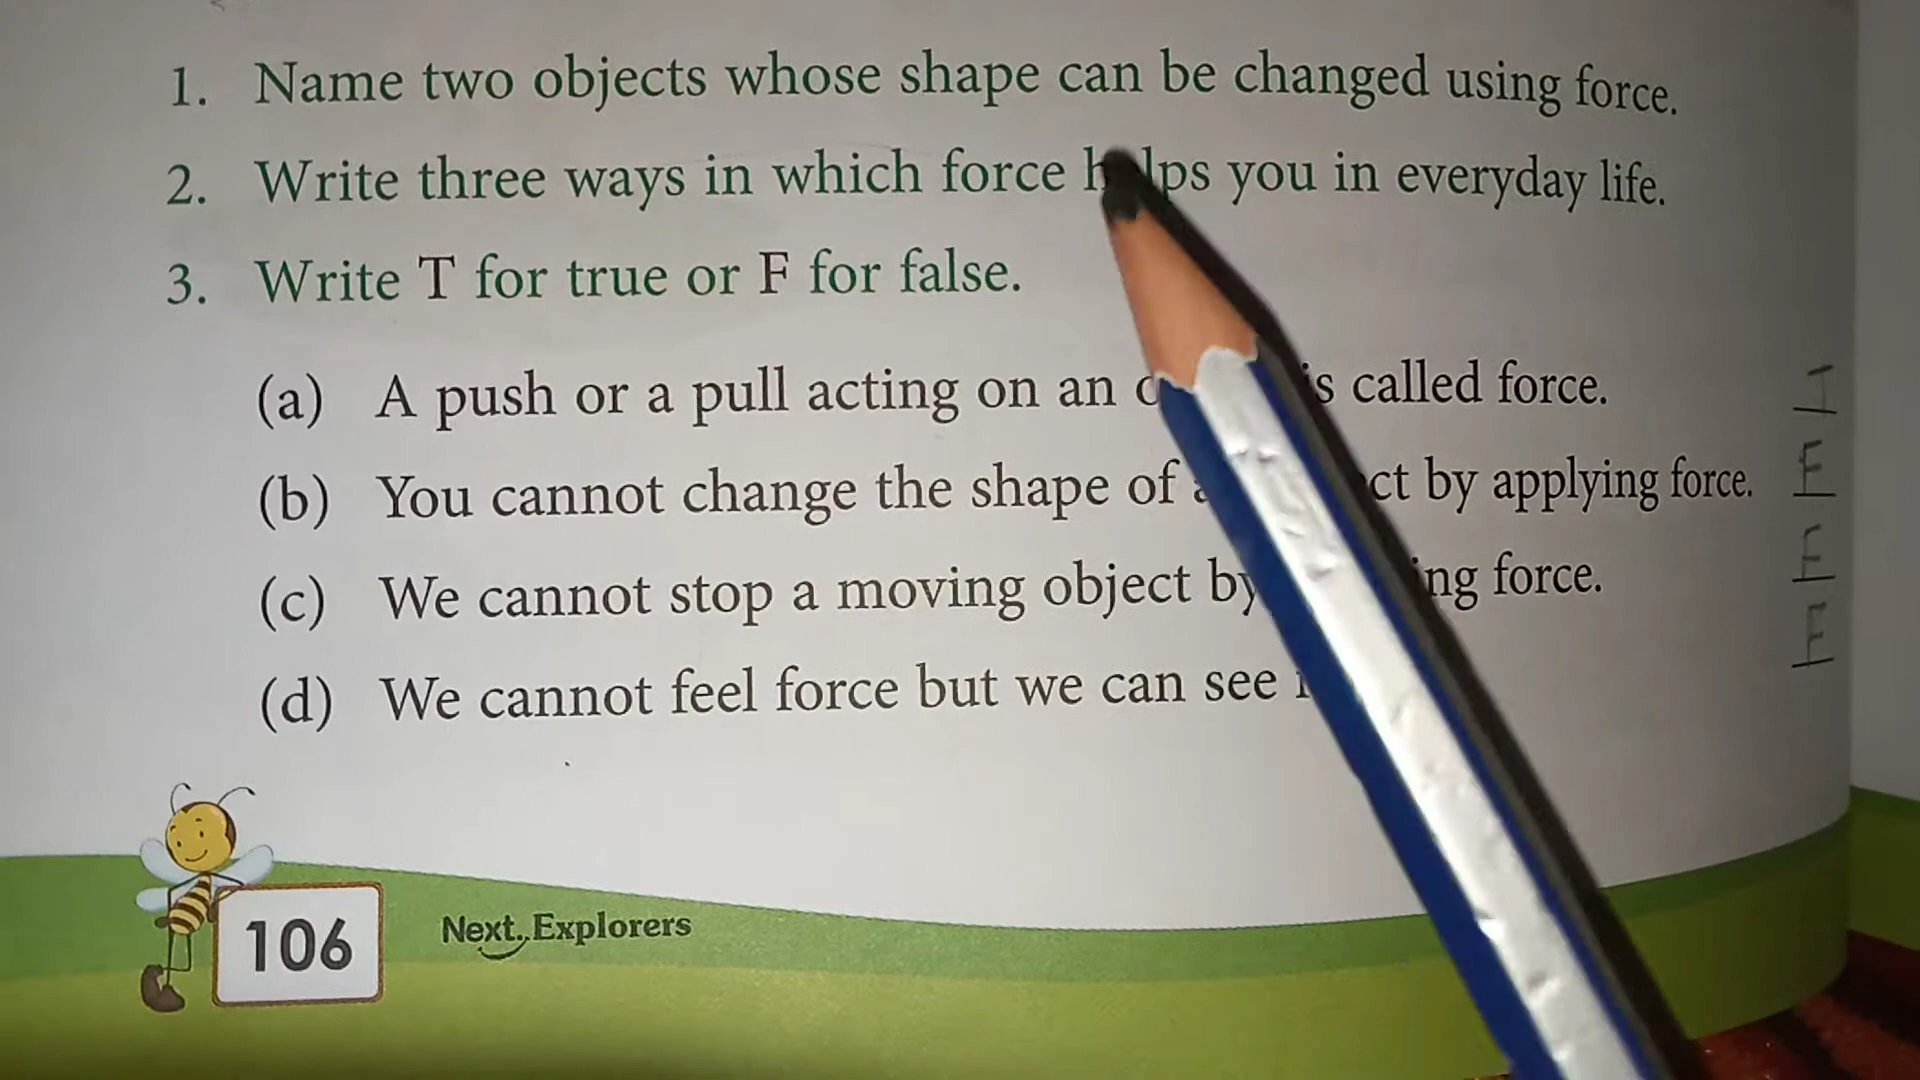 1. Name two objects whose shape can be changed using force.
2. Write three ways in which force helps you in everyday life.
3. Write T for true or F for false.
(a) A push or a pull acting on an is called force. T
(b) You cannot change the shape of by applying force. F
(c) We cannot stop a moving object by force. F
(d) We cannot feel force but we can see F
106 Next Explorers